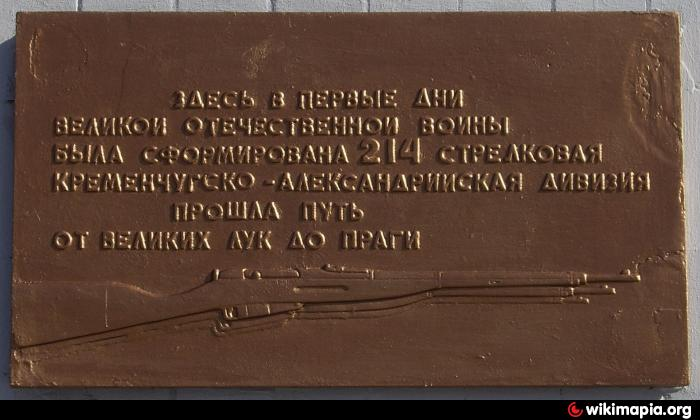 ЗДЕСЬ В ПЕРВЫЕ ДНИ
ВЕЛИКОЙ ОТЕЧЕСТВЕННОЙ ВОЙНЫ
БЫЛА СФОРМИРОВАНА 214 СТРЕЛКОВАЯ
КРЕМЕНЧУГСКО-АЛЕКСАНДРИЙСКАЯ ДИВИЗИЯ
ПРОШЛА ПУТЬ
ОТ ВЕЛИКИХ ЛУК ДО ПРАГИ
wikimapia.org